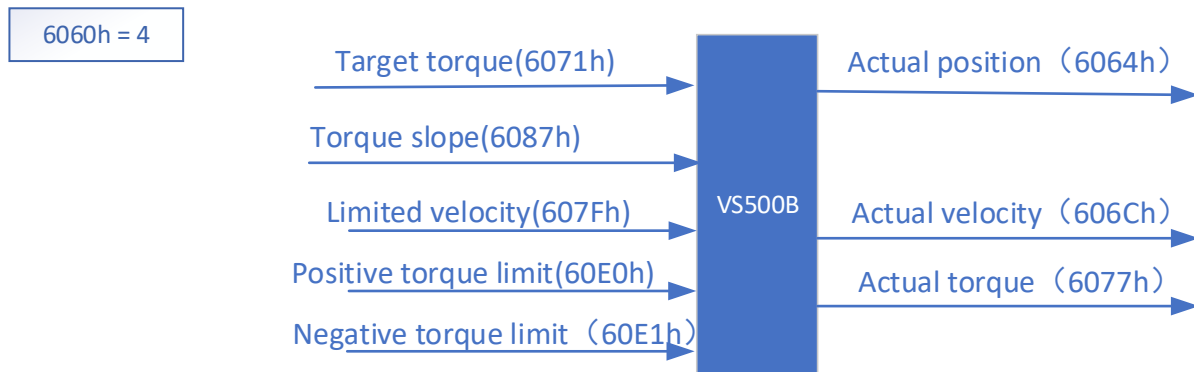 6060h = 4
Target torque(6071h)
Actual position（6064h）
Torque slope(6087h)
Limited velocity(607Fh)
VS500B
Actual velocity（606Ch）
Positive torque limit(60E0h)
Actual torque（6077h）
Negative torque limit（60E1h）